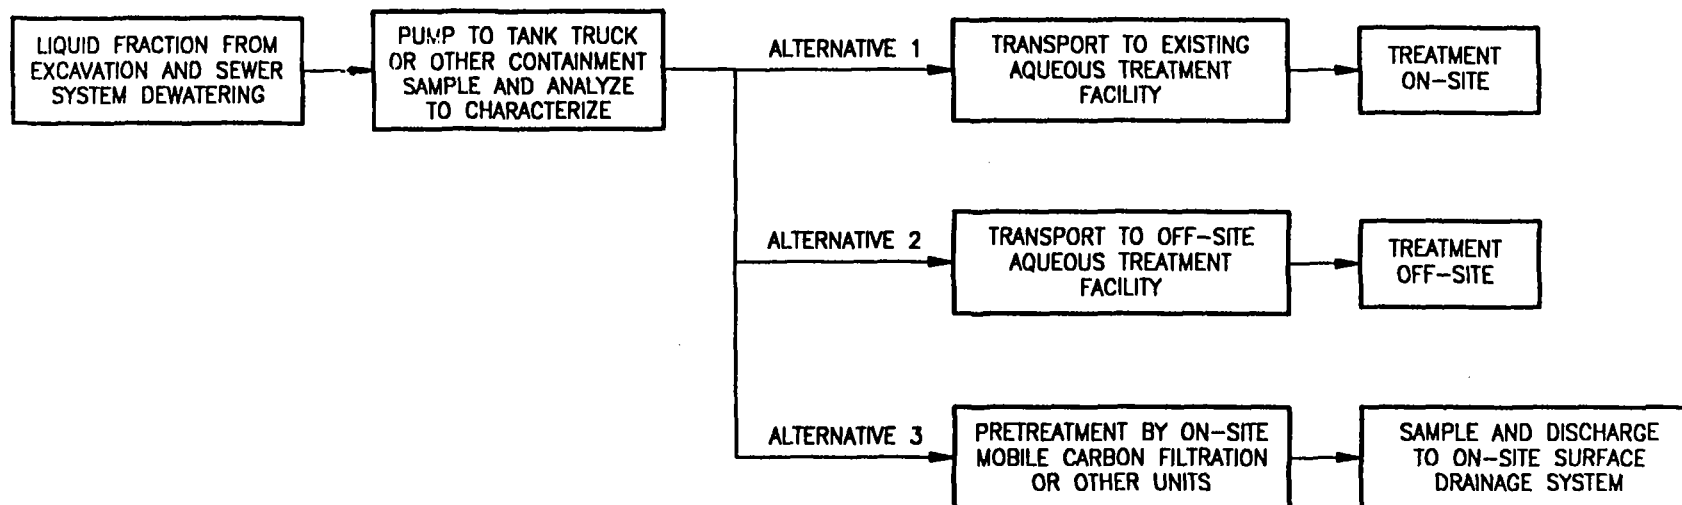 LIQUID FRACTION FROM
EXCAVATION AND SEWER
SYSTEM DEWATERING
PUMP TO TANK TRUCK
OR OTHER CONTAINMENT
SAMPLE AND ANALYZE
TO CHARACTERIZE
ALTERNATIVE 1
TRANSPORT TO EXISTING
AQUEOUS TREATMENT
FACILITY
TREATMENT
ON-SITE
ALTERNATIVE 2
TRANSPORT TO OFF-SITE
AQUEOUS TREATMENT
FACILITY
TREATMENT
OFF-SITE
ALTERNATIVE 3
PRETREATMENT BY ON-SITE
MOBILE CARBON FILTRATION
OR OTHER UNITS
SAMPLE AND DISCHARGE
TO ON-SITE SURFACE
DRAINAGE SYSTEM